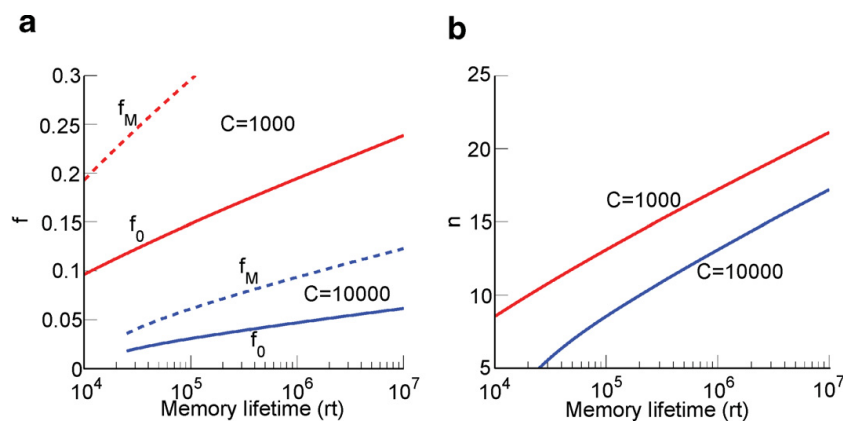 a
0.3
0.25
0.2
0.15
0.1
0.05
0
f
f_M
C=1000
f_0
f_M
C=10000
f_0
10^4
10^5
10^6
10^7
Memory lifetime (rt)
b
25
20
15
10
5
n
C=1000
C=10000
10^4
10^5
10^6
10^7
Memory lifetime (rt)